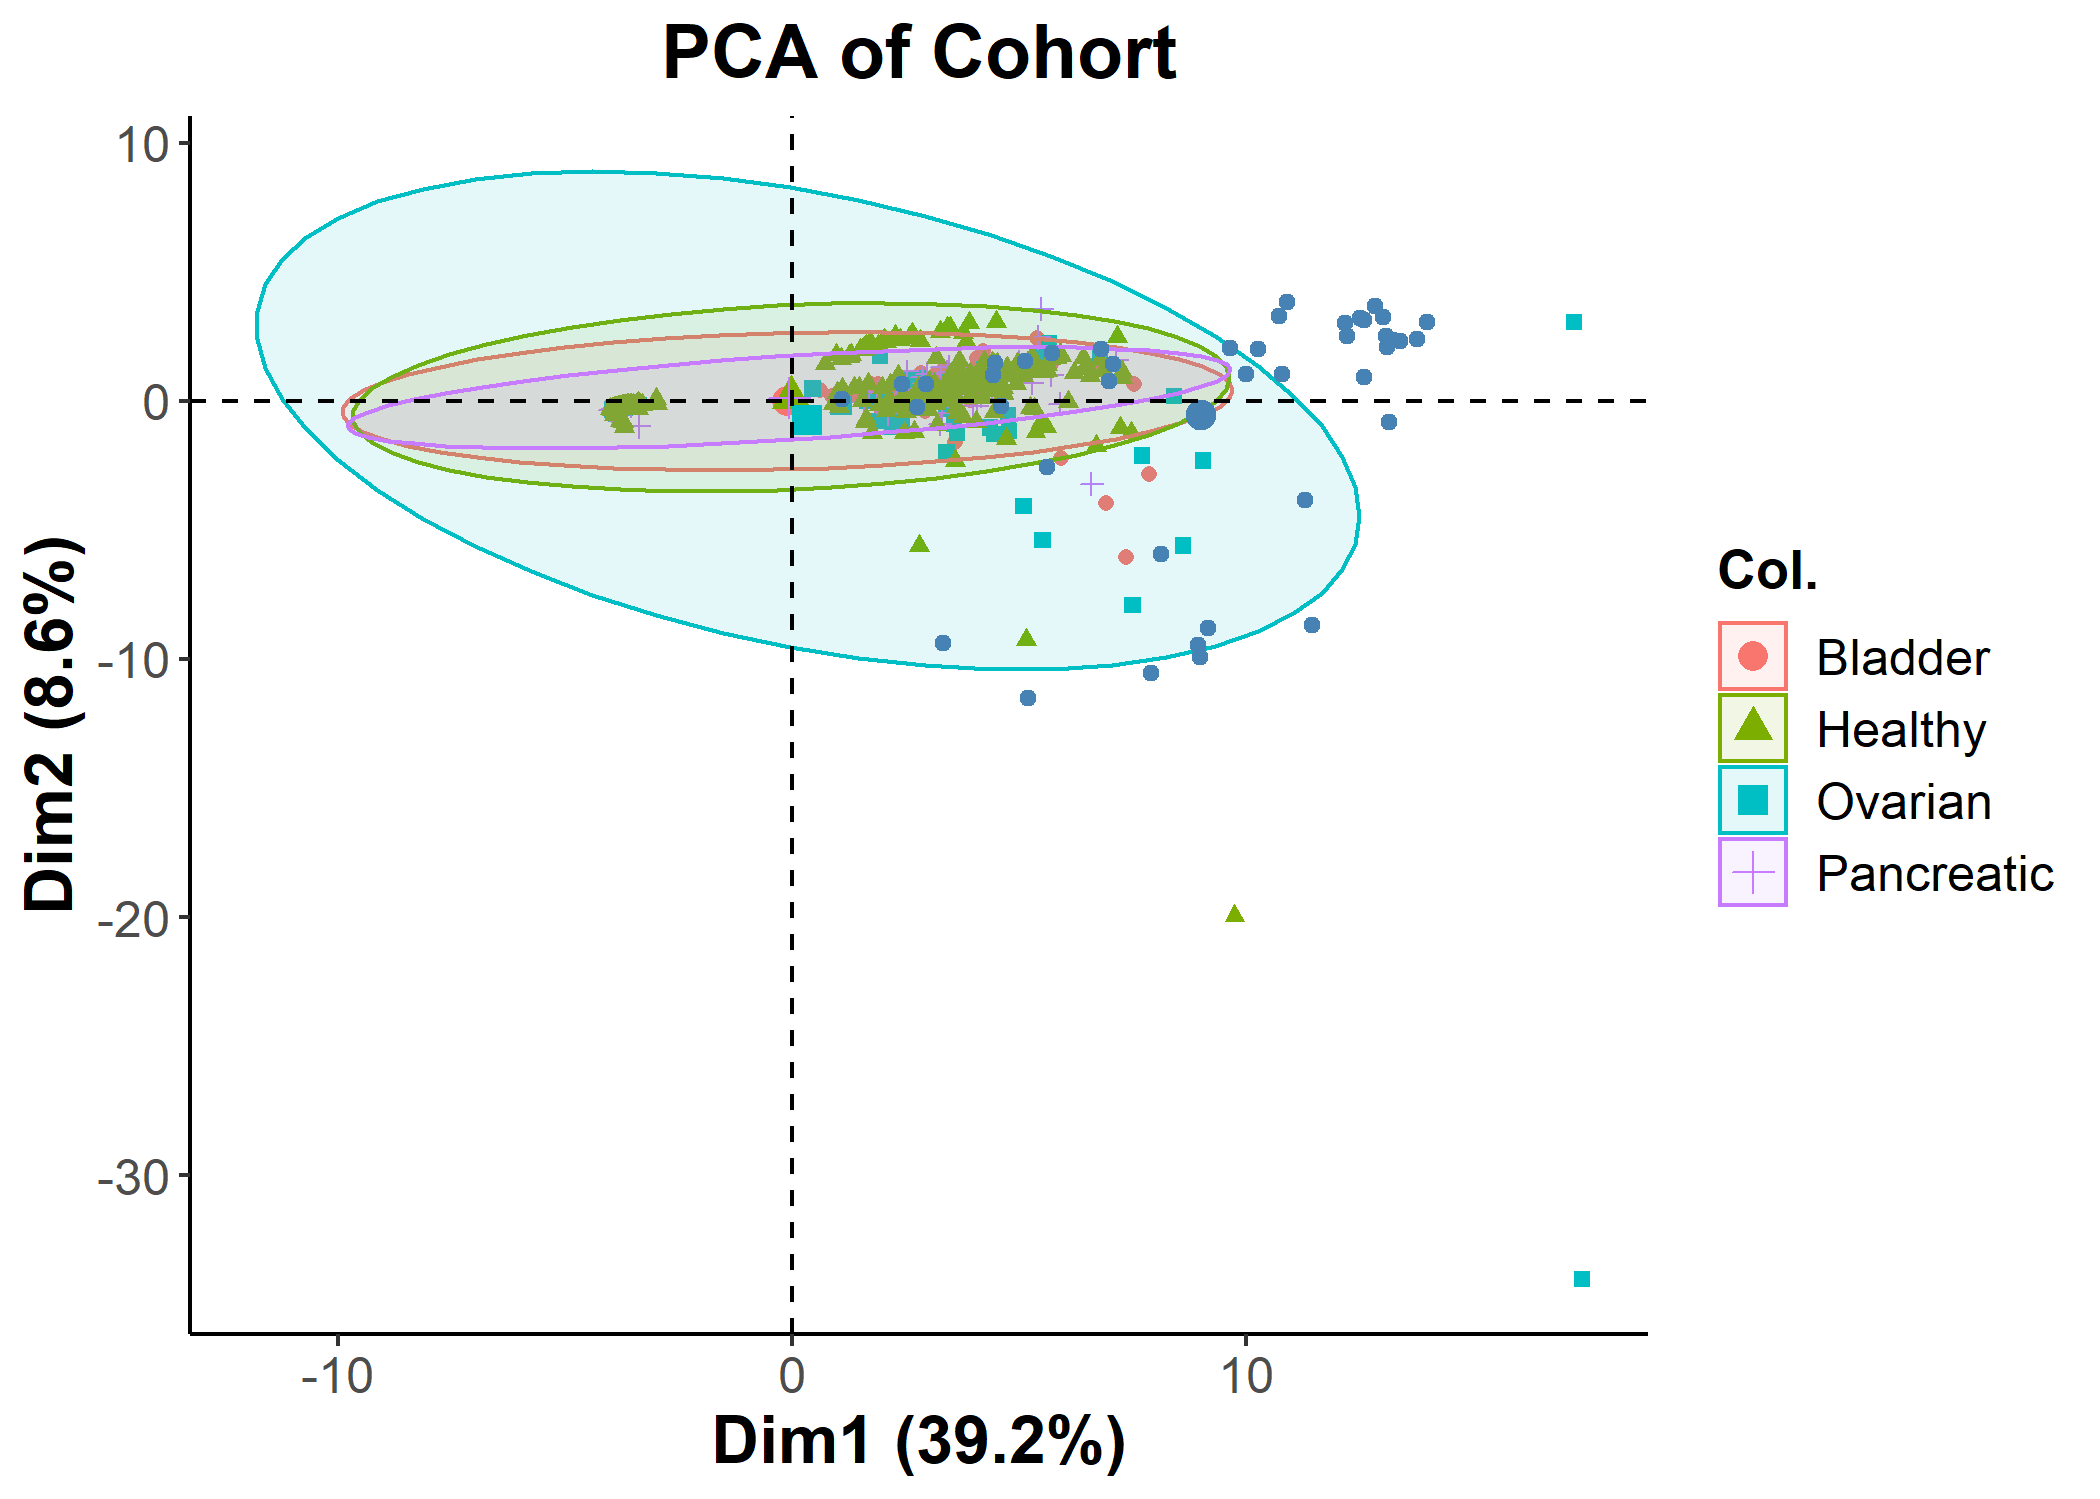 PCA of Cohort
10
0
-10
-20
-30
Dim2 (8.6%)
-10
0
10
Dim1 (39.2%)
Col.
Bladder
Healthy
Ovarian
Pancreatic